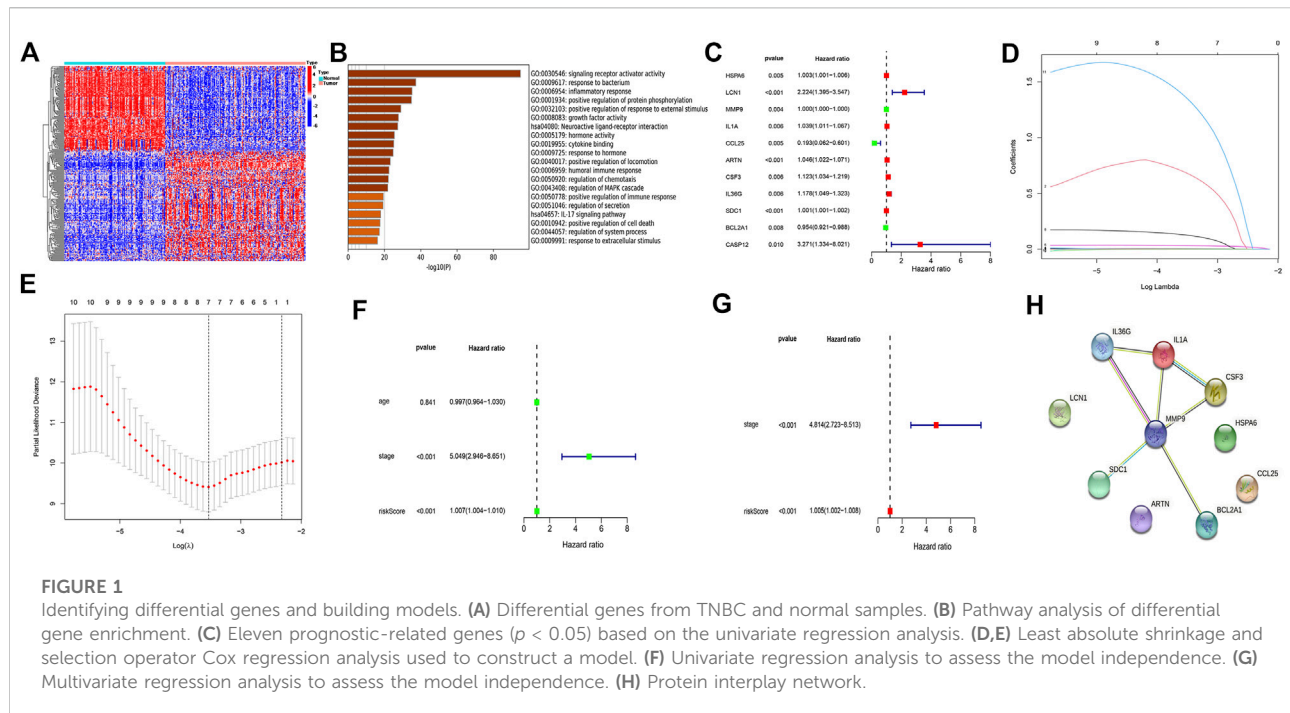 A
Type
6
4
2
0
−2
−4
−6
Type
Normal
Tumor
B
GO:0030546: signaling receptor activator activity
GO:0009617: response to bacterium
GO:0006954: inflammatory response
GO:0001934: positive regulation of protein phosphorylation
GO:0032103: positive regulation of response to external stimulus
GO:0008083: growth factor activity
hsa04080: Neuroactive ligand-receptor interaction
GO:0005179: hormone activity
GO:0019955: cytokine binding
GO:0009725: response to hormone
GO:0040017: positive regulation of locomotion
GO:0006959: humoral immune response
GO:0050920: regulation of chemotaxis
GO:0043408: regulation of MAPK cascade
GO:0050778: positive regulation of immune response
GO:0051046: regulation of secretion
hsa04657: IL-17 signaling pathway
GO:0010942: positive regulation of cell death
GO:0044057: regulation of system process
GO:0009991: response to extracellular stimulus
0 20 40 60 80
-log10(P)
C
pvalue Hazard ratio
HSPA6 0.005 1.003(1.001−1.006)
LCN1 <0.001 2.224(1.395−3.547)
MMP9 0.004 1.000(1.000−1.000)
IL1A 0.006 1.039(1.011−1.067)
CCL25 0.005 0.193(0.062−0.601)
ARTN <0.001 1.046(1.022−1.071)
CSF3 0.006 1.123(1.034−1.219)
IL36G 0.006 1.178(1.049−1.323)
SDC1 <0.001 1.001(1.001−1.002)
BCL2A1 0.008 0.954(0.921−0.988)
CASP12 0.010 3.271(1.334−8.021)
0 2 4 6 8
Hazard ratio
D
9 9 8 7 0
Coefficients
1.5
1.0
0.5
0.0
−5 −4 −3 −2
Log Lambda
E
10 10 9 9 9 9 9 9 8 8 8 7 7 7 6 6 5 1 1
Partial Likelihood Deviance
13
12
11
10
9
−5 −4 −3 −2
Log(λ)
F
pvalue Hazard ratio
age 0.841 0.997(0.964−1.030)
stage <0.001 5.049(2.946−8.651)
riskScore <0.001 1.007(1.004−1.010)
0 2 4 6 8
Hazard ratio
G
pvalue Hazard ratio
stage <0.001 4.814(2.723−8.513)
riskScore <0.001 1.005(1.002−1.008)
0 2 4 6 8
Hazard ratio
H
IL36G
IL1A
CSF3
LCN1
MMP9
HSPA6
SDC1
CCL25
ARTN
BCL2A1
FIGURE 1
Identifying differential genes and building models. (A) Differential genes from TNBC and normal samples. (B) Pathway analysis of differential
gene enrichment. (C) Eleven prognostic-related genes (p < 0.05) based on the univariate regression analysis. (D,E) Least absolute shrinkage and
selection operator Cox regression analysis used to construct a model. (F) Univariate regression analysis to assess the model independence. (G)
Multivariate regression analysis to assess the model independence. (H) Protein interplay network.